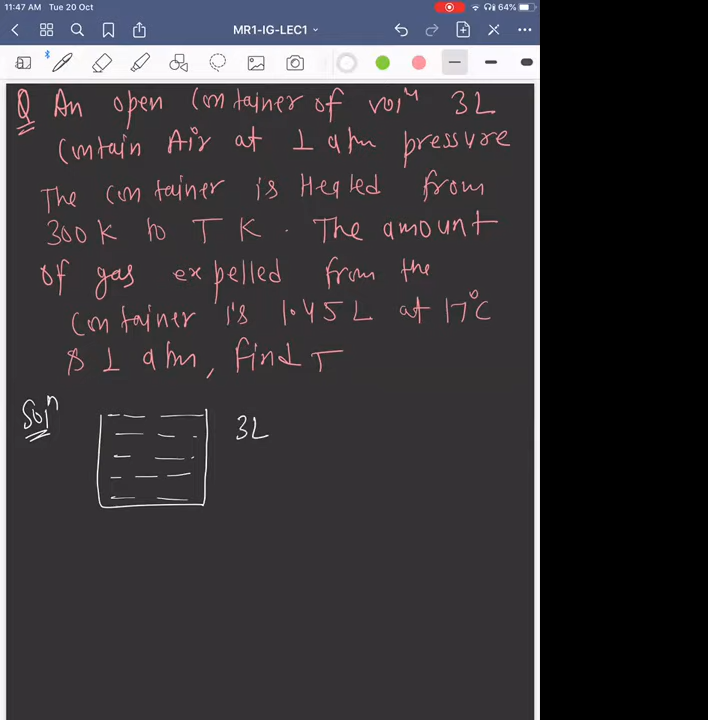 11:47 AM Tue 20 Oct
64%
MR1-IG-LEC1
Q An open Container of volm 3L
Contain Air at 1 atm pressure
The container is Heated from
300K to T K. The amount
of gas expelled from the
container is 1.45L at 17°C
& 1 atm, find T
Soln
3L